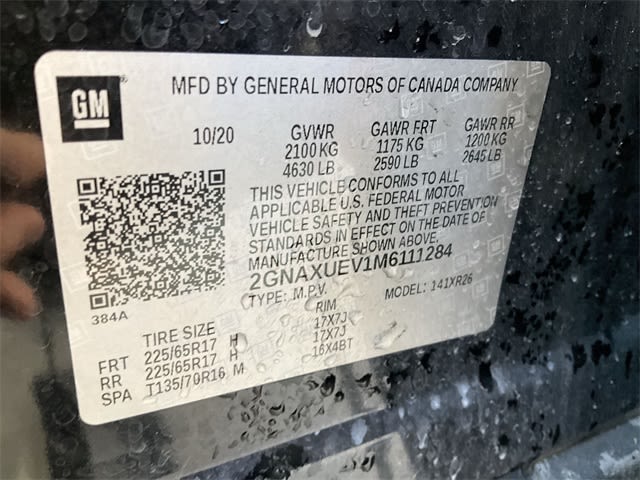 GM
MFD BY GENERAL MOTORS OF CANADA COMPANY
10/20 GVWR GAWR FRT GAWR RR
2100 KG 1175 KG 1200 KG
4630 LB 2590 LB 2645 LB
THIS VEHICLE CONFORMS TO ALL
APPLICABLE U.S. FEDERAL MOTOR
VEHICLE SAFETY AND THEFT PREVENTION
STANDARDS IN EFFECT ON THE DATE OF
MANUFACTURE SHOWN ABOVE.
2GNAXUEV1M6111284
TYPE: M.P.V. MODEL: 141XR26
384A
TIRE SIZE RIM
FRT 225/65R17 H 17X7J
RR 225/65R17 H 17X7J
SPA T135/70R16 M 16X4BT